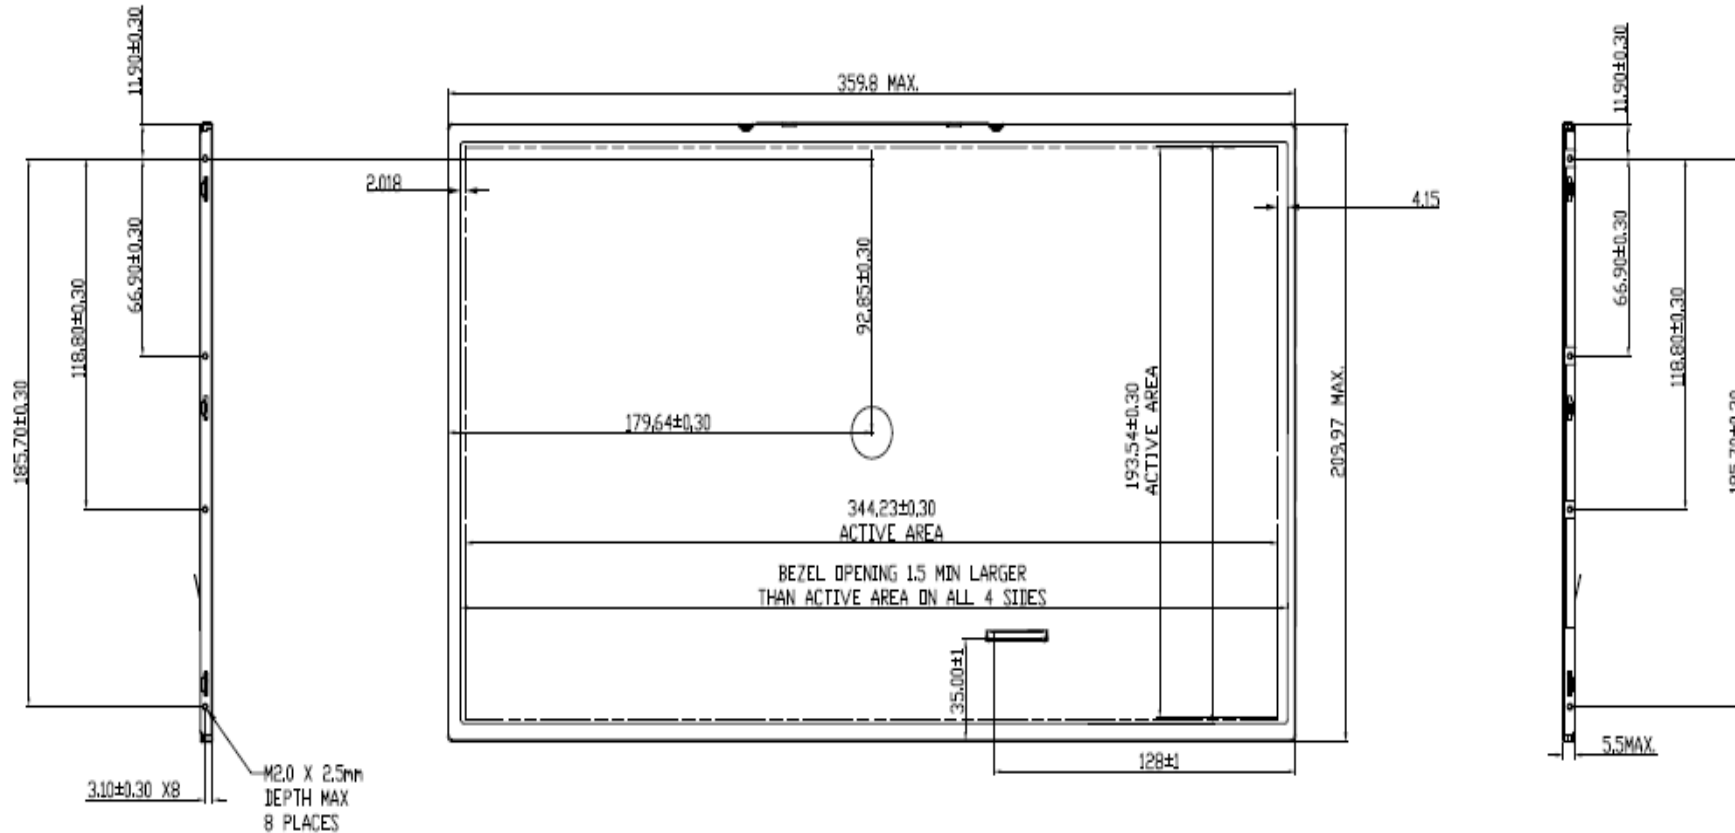 11.90±0.30
359.8 MAX.
11.90±0.30
2.018
4.15
66.90±0.30
92.85±0.30
66.90±0.30
118.80±0.30
118.80±0.30
185.70±0.30
179.64±0.30
193.54±0.30
ACTIVE AREA
209.97 MAX.
344.23±0.30
ACTIVE AREA
BEZEL OPENING 1.5 MIN LARGER
THAN ACTIVE AREA ON ALL 4 SIDES
35.00±1
128±1
5.5MAX.
3.10±0.30 X8
M2.0 X 2.5mm
DEPTH MAX
8 PLACES